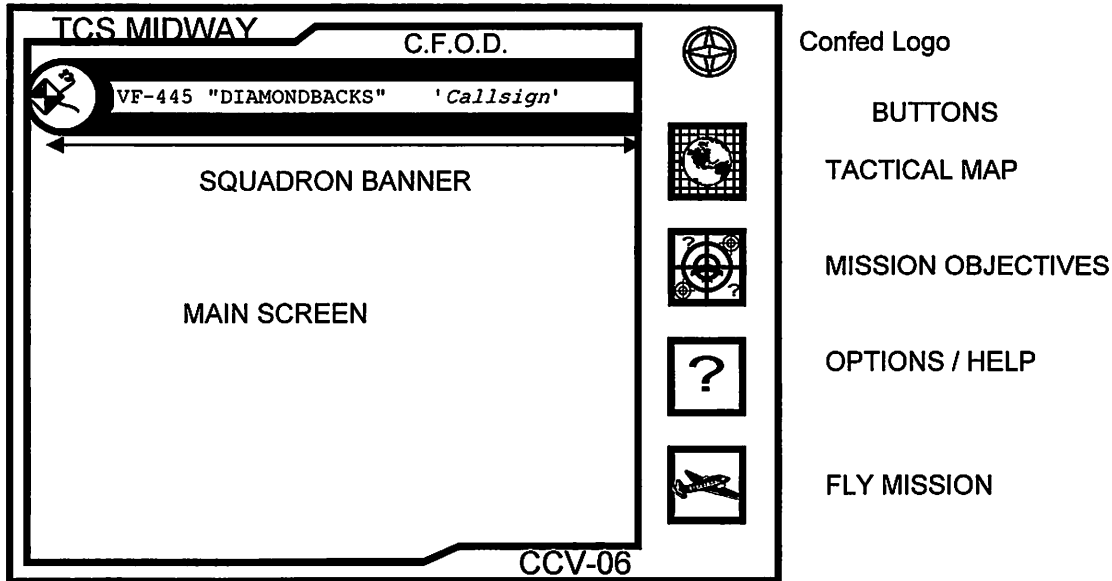 TCS MIDWAY
C.F.O.D.
Confed Logo
VF-445 "DIAMONDBACKS" 'Callsign'
BUTTONS
SQUADRON BANNER
TACTICAL MAP
? ?
MISSION OBJECTIVES
MAIN SCREEN
?
OPTIONS / HELP
FLY MISSION
CCV-06